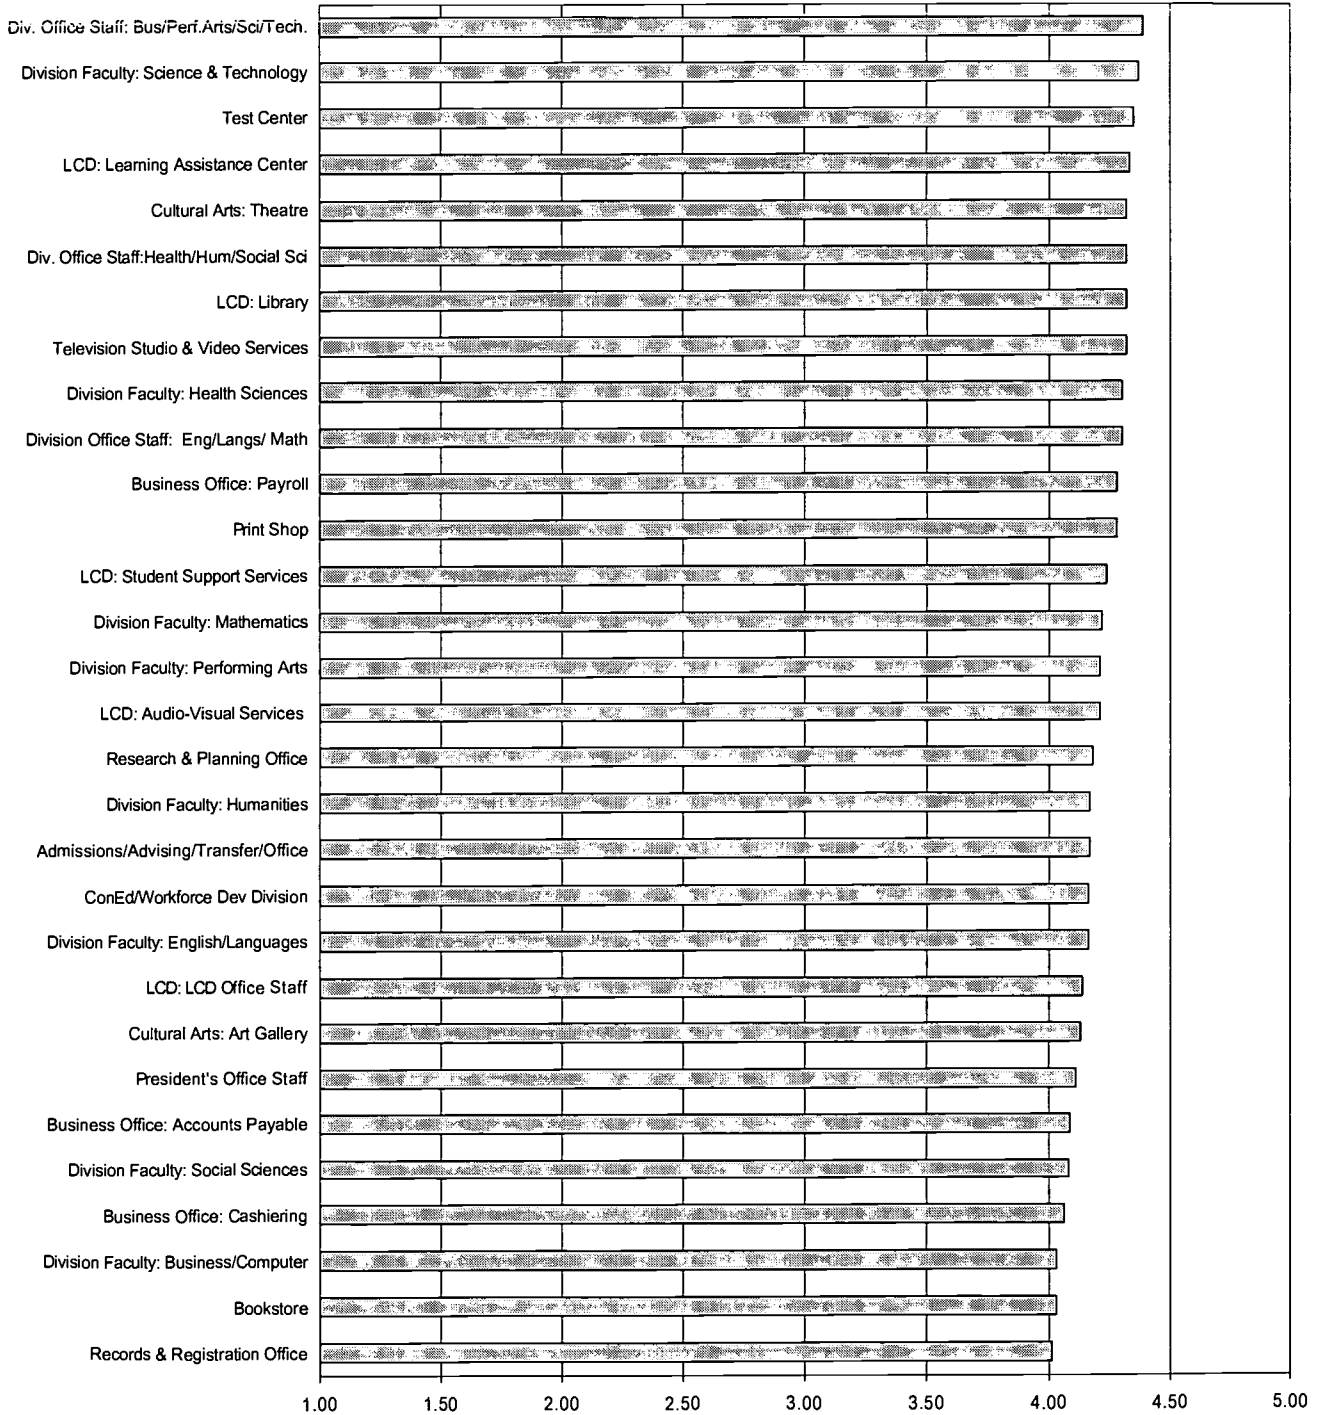 Div. Office Staff: Bus/Perf.Arts/Sci/Tech.
Division Faculty: Science & Technology
Test Center
LCD: Learning Assistance Center
Cultural Arts: Theatre
Div. Office Staff:Health/Hum/Social Sci
LCD: Library
Television Studio & Video Services
Division Faculty: Health Sciences
Division Office Staff: Eng/Langs/ Math
Business Office: Payroll
Print Shop
LCD: Student Support Services
Division Faculty: Mathematics
Division Faculty: Performing Arts
LCD: Audio-Visual Services
Research & Planning Office
Division Faculty: Humanities
Admissions/Advising/Transfer/Office
ConEd/Workforce Dev Division
Division Faculty: English/Languages
LCD: LCD Office Staff
Cultural Arts: Art Gallery
President's Office Staff
Business Office: Accounts Payable
Division Faculty: Social Sciences
Business Office: Cashiering
Division Faculty: Business/Computer
Bookstore
Records & Registration Office
1.00 1.50 2.00 2.50 3.00 3.50 4.00 4.50 5.00